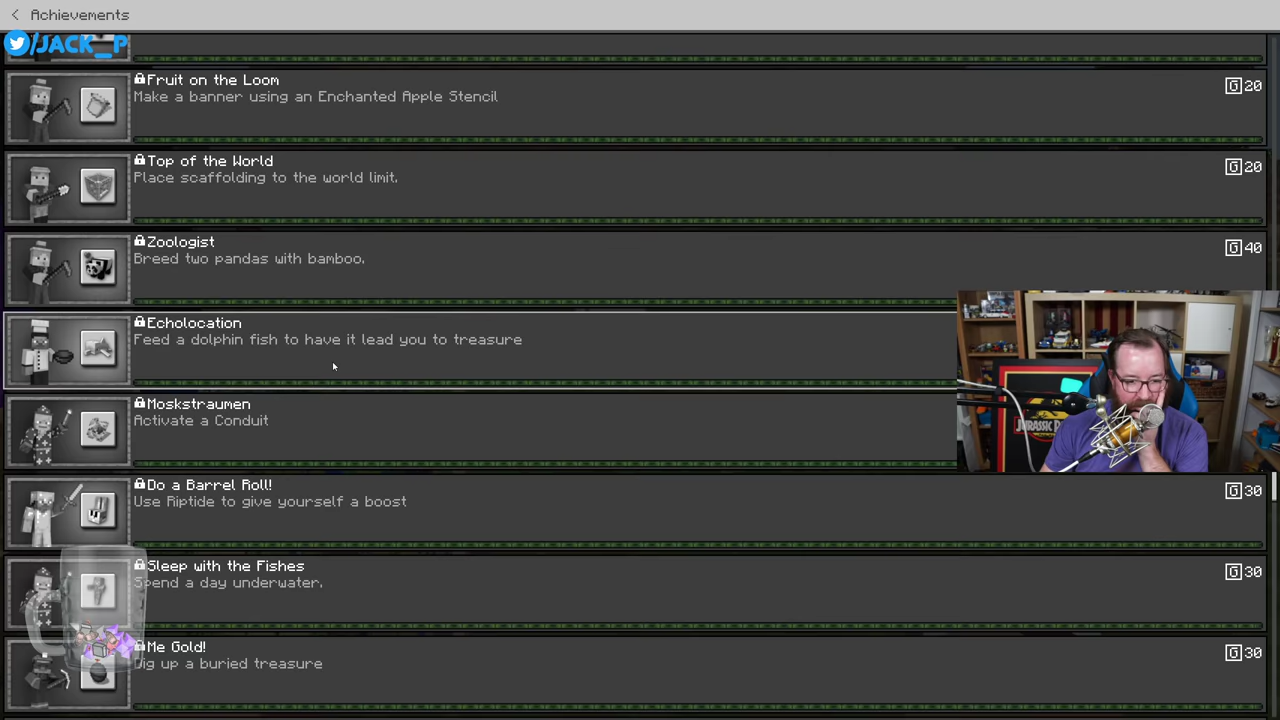 Achievements
/JACK_P
Fruit on the Loom
Make a banner using an Enchanted Apple Stencil
G 20
Top of the World
Place scaffolding to the world limit.
G 20
Zoologist
Breed two pandas with bamboo.
G 40
Echolocation
Feed a dolphin fish to have it lead you to treasure
Moskstraumen
Activate a Conduit
Do a Barrel Roll!
Use Riptide to give yourself a boost
G 30
Sleep with the Fishes
Spend a day underwater.
G 30
Me Gold!
Dig up a buried treasure
G 30